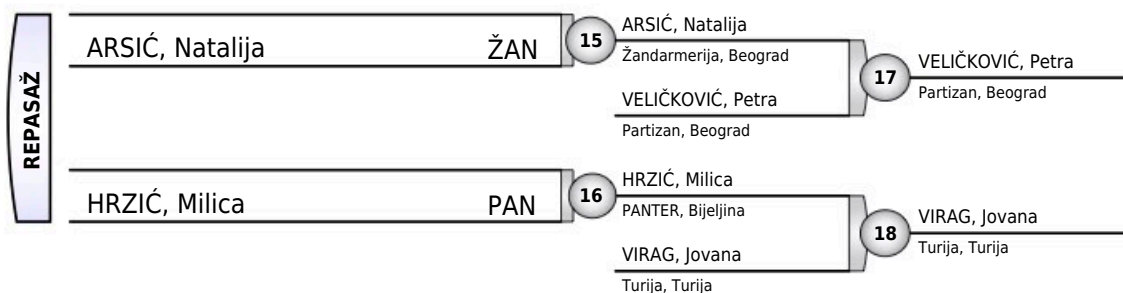 REPASAŽ
ARSIĆ, Natalija ŽAN
15
ARSIĆ, Natalija
Žandarmerija, Beograd
VELIČKOVIĆ, Petra
Partizan, Beograd
17
VELIČKOVIĆ, Petra
Partizan, Beograd
HRZIĆ, Milica PAN
16
HRZIĆ, Milica
PANTER, Bijeljina
VIRAG, Jovana
Turija, Turija
18
VIRAG, Jovana
Turija, Turija